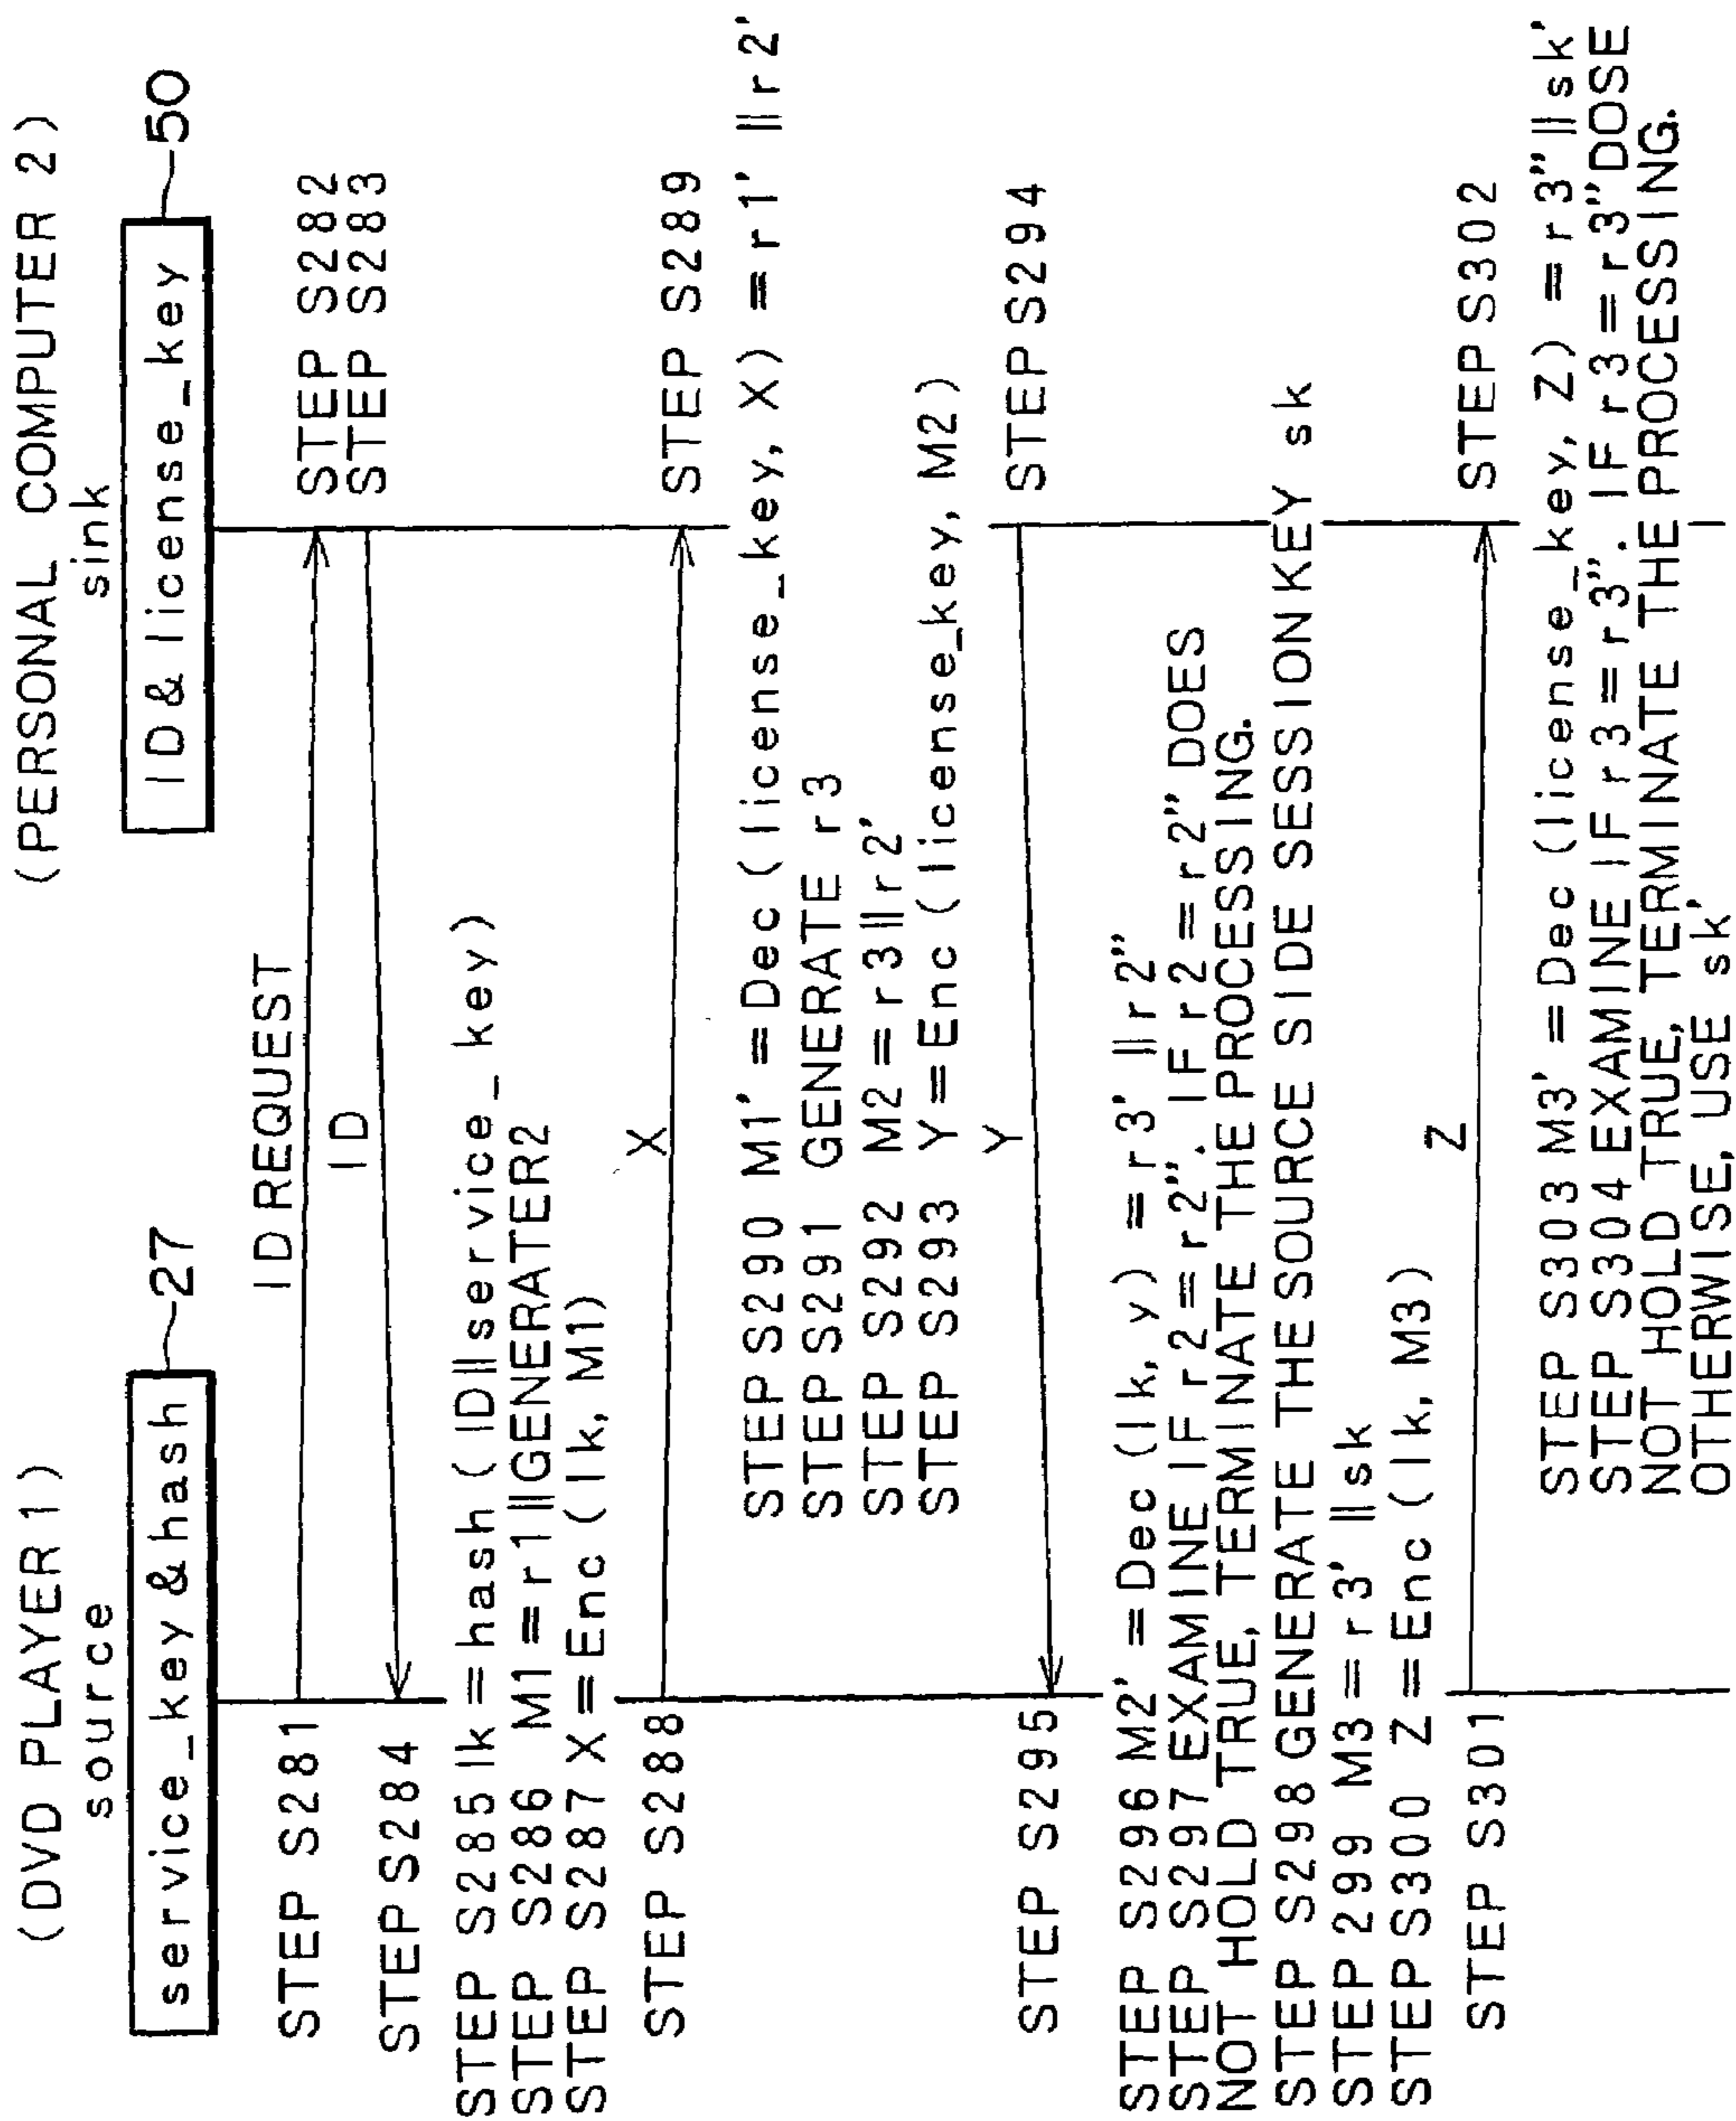 (DVD PLAYER 1)
source
service_key & hash
27
(PERSONAL COMPUTER 2)
sink
ID & license_key
50
STEP S281
ID REQUEST
STEP S282
STEP S283
ID
STEP S284
STEP S285 lk = hash (ID || service_key)
STEP S286 M1 = r1 || GENERATER2
STEP S287 X = Enc (lk, M1)
STEP S288
X
STEP S289
STEP S290 M1' = Dec (license_key, X) = r1' || r2'
STEP S291 GENERATE r3
STEP S292 M2 = r3 || r2'
STEP S293 Y = Enc (license_key, M2)
Y
STEP S294
STEP S295
STEP S296 M2' = Dec (lk, y) = r3' || r2"
STEP S297 EXAMINE IF r2 = r2". IF r2 = r2" DOES
NOT HOLD TRUE, TERMINATE THE PROCESSING.
STEP S298 GENERATE THE SOURCE SIDE SESSION KEY sk
STEP 299 M3 = r3' || sk
STEP S300 Z = Enc (lk, M3)
STEP S301
Z
STEP S302
STEP S303 M3' = Dec (license_key, Z) = r3" || sk'
STEP S304 EXAMINE IF r3 = r3". IF r3 = r3" DOSE
NOT HOLD TRUE, TERMINATE THE PROCESSING.
OTHERWISE, USE sk'